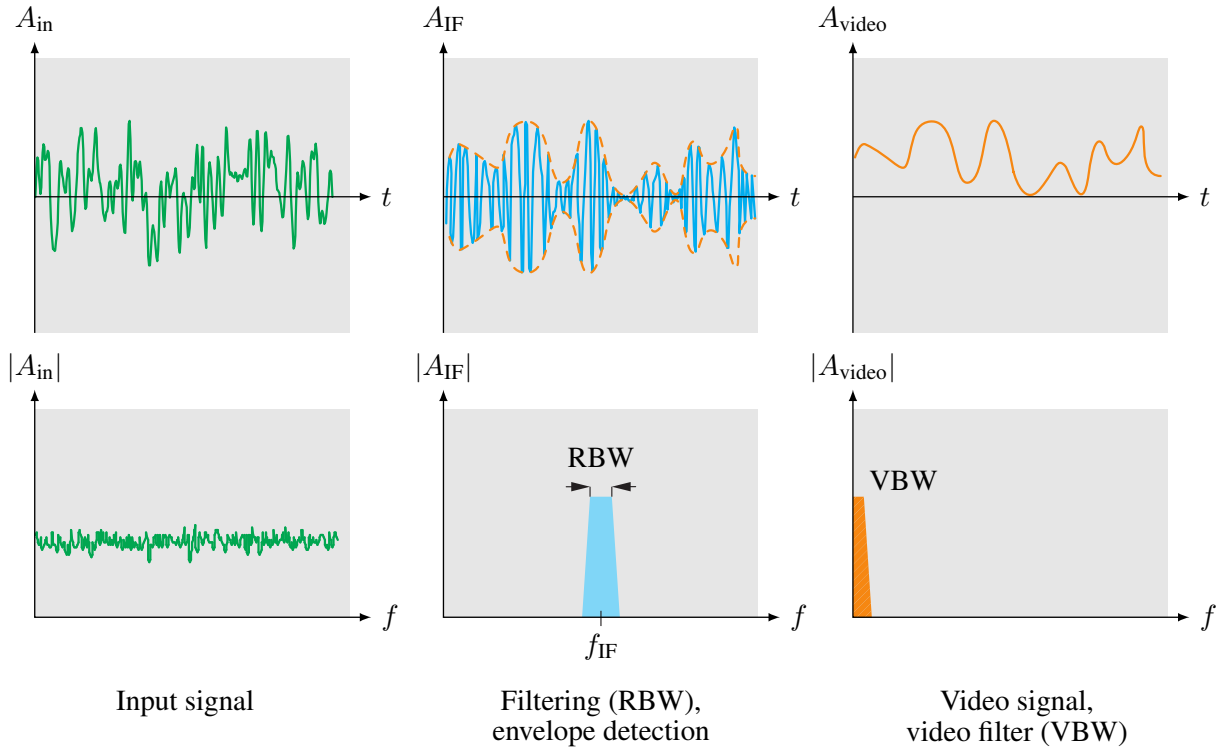 A_in
t
A_IF
t
A_video
t
|A_in|
f
|A_IF|
RBW
f_IF
f
|A_video|
VBW
f
Input signal
Filtering (RBW),
envelope detection
Video signal,
video filter (VBW)